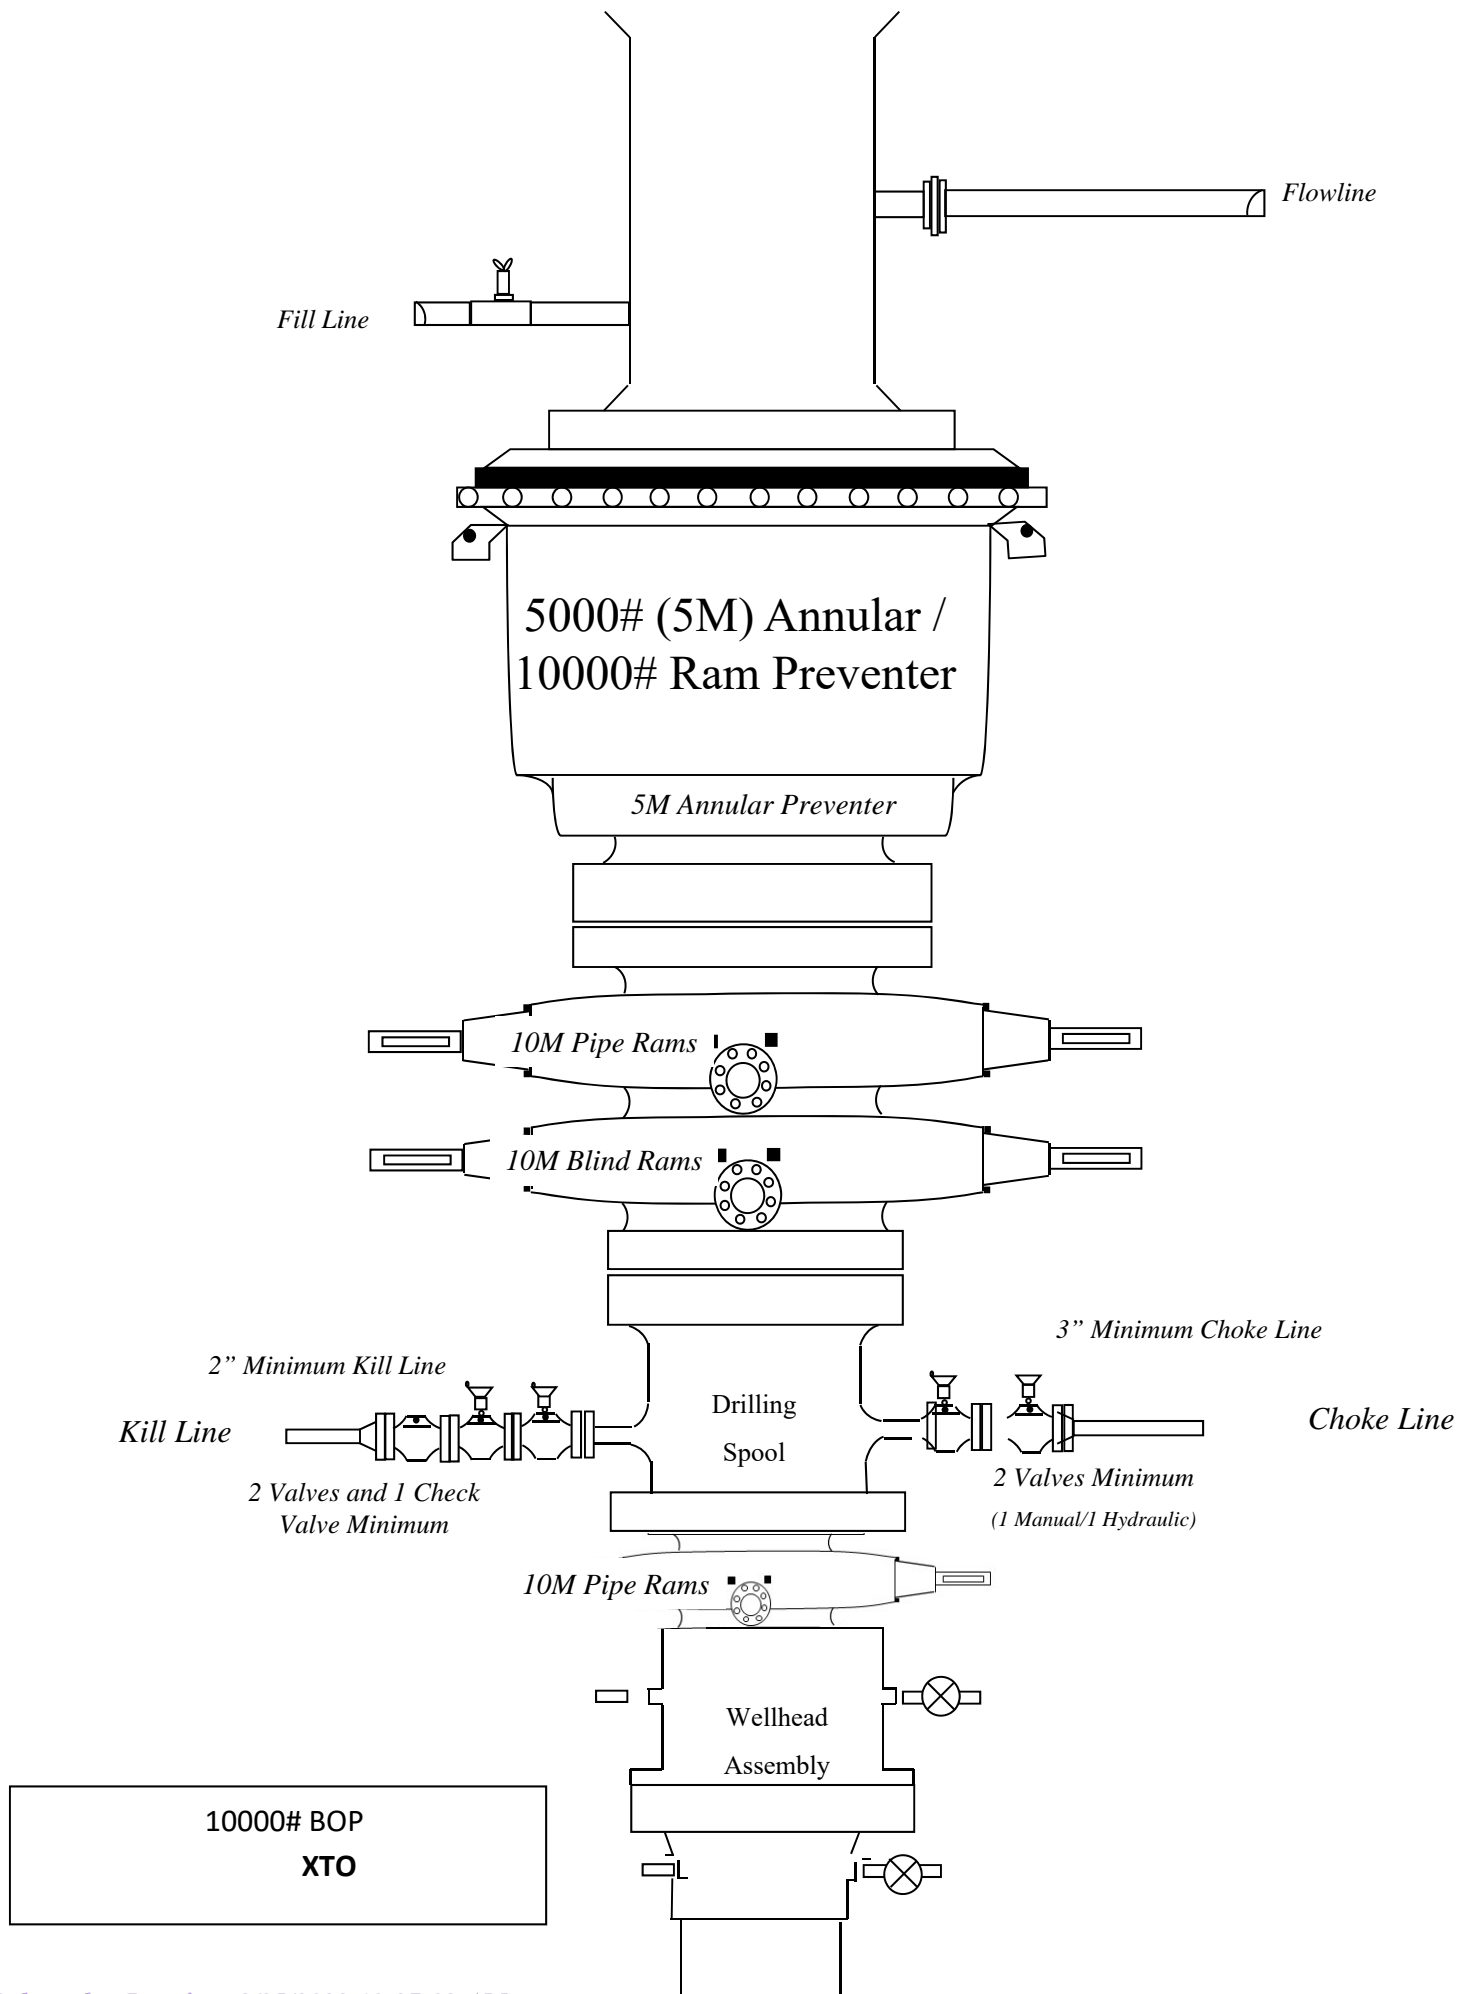 Flowline
Fill Line
5000# (5M) Annular /
10000# Ram Preventer
5M Annular Preventer
10M Pipe Rams
10M Blind Rams
3” Minimum Choke Line
2” Minimum Kill Line
Drilling
Spool
Kill Line
Choke Line
2 Valves Minimum
(1 Manual/1 Hydraulic)
2 Valves and 1 Check
Valve Minimum
10M Pipe Rams
Wellhead
Assembly
10000# BOP
XTO